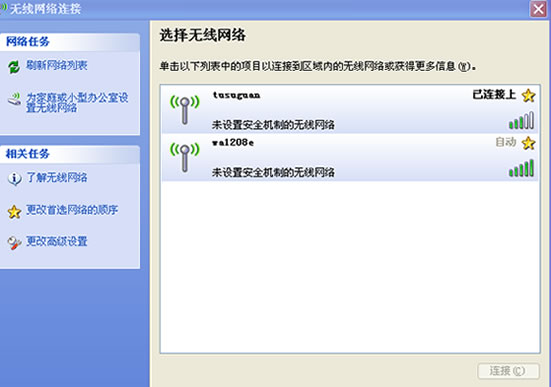 无线网络连接
网络任务
刷新网络列表
为家庭或小型办公室设
置无线网络
相关任务
了解无线网络
更改首选网络的顺序
更改高级设置
选择无线网络
单击以下列表中的项目以连接到区域内的无线网络或获得更多信息(W)。
tusuguan 已连接上
未设置安全机制的无线网络
wa1208e 自动
未设置安全机制的无线网络
连接(C)